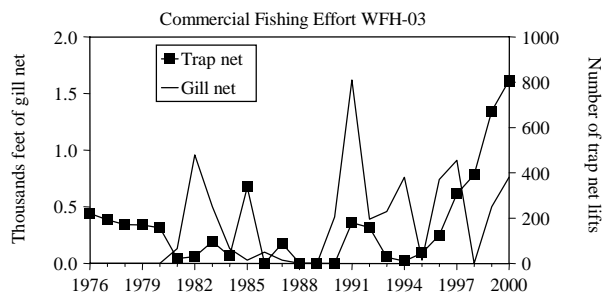 Commercial Fishing Effort WFH-03
Thousands feet of gill net
2.0
1.5
1.0
0.5
0.0
Trap net
Gill net
1000
800
600
400
200
0
Number of trap net lifts
1976 1979 1982 1985 1988 1991 1994 1997 2000